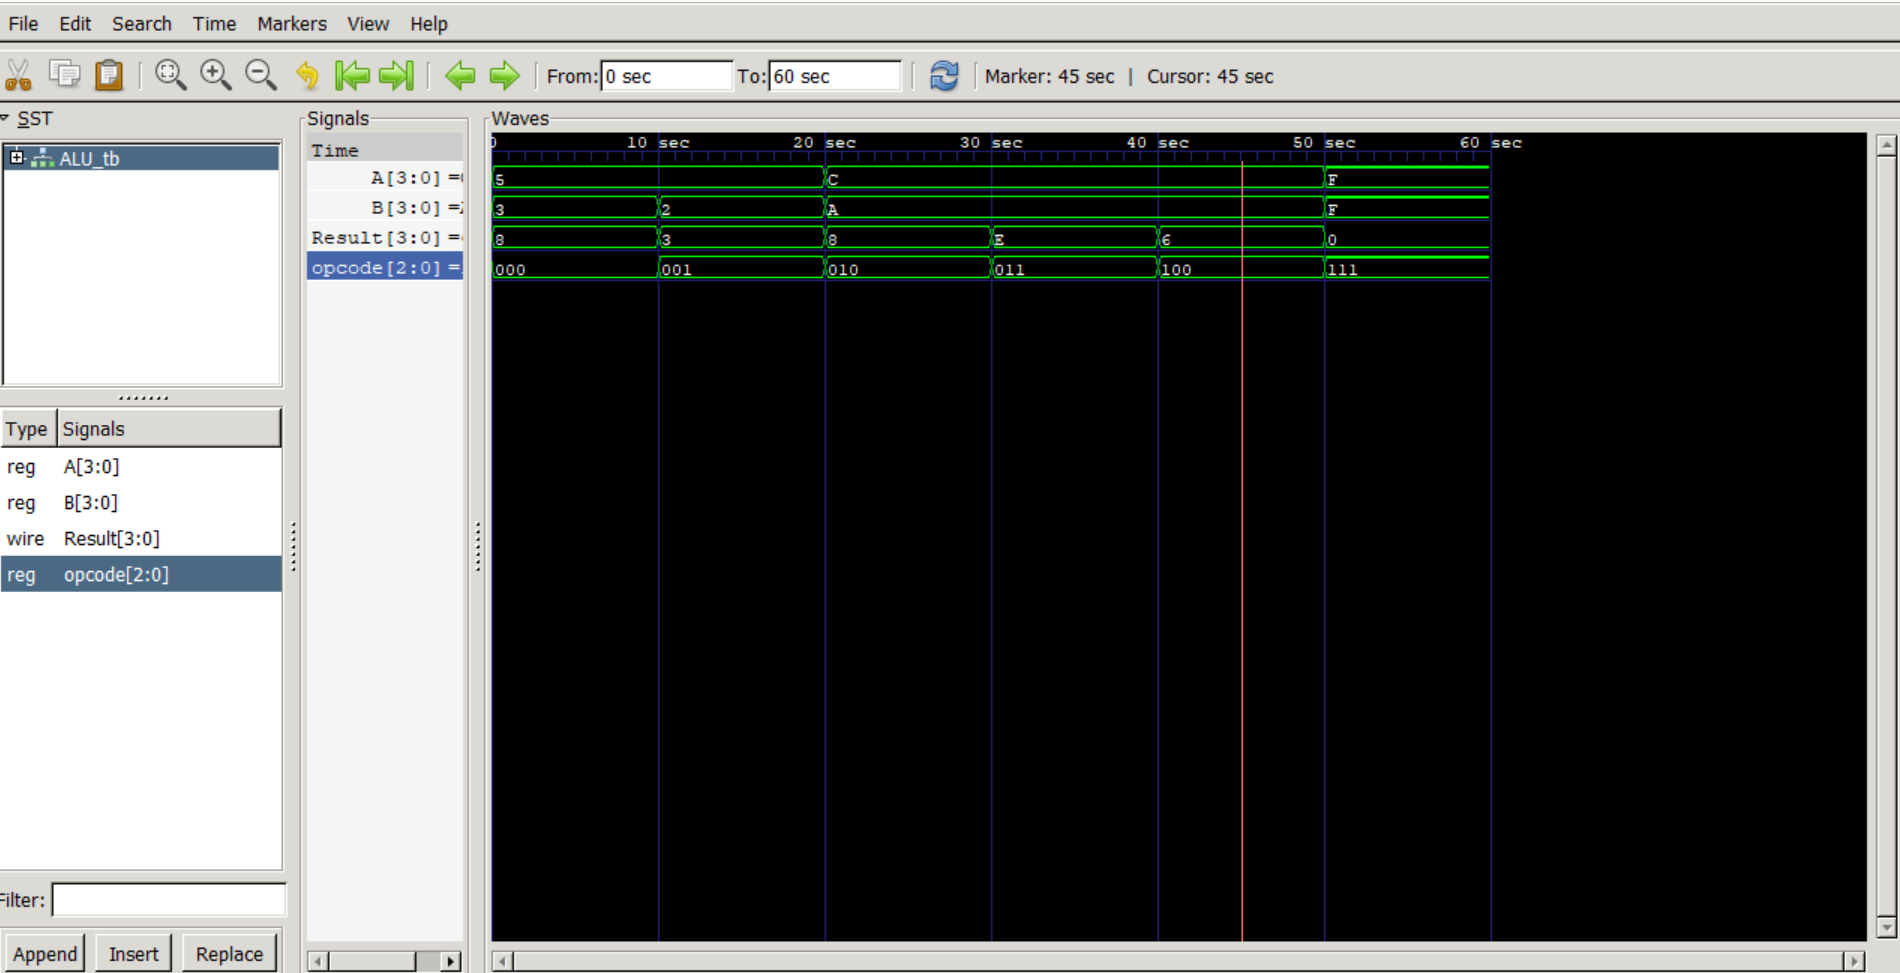 File Edit Search Time Markers View Help
From: 0 sec To: 60 sec Marker: 45 sec | Cursor: 45 sec
SST
ALU_tb
Type Signals
reg A[3:0]
reg B[3:0]
wire Result[3:0]
reg opcode[2:0]
Filter:
Append Insert Replace
Signals
Time
A[3:0] =
B[3:0] =
Result[3:0] =
opcode[2:0] =
Waves
0 10 sec 20 sec 30 sec 40 sec 50 sec 60 sec
5 C F
3 2 A F
8 3 8 E 6 0
000 001 010 011 100 111